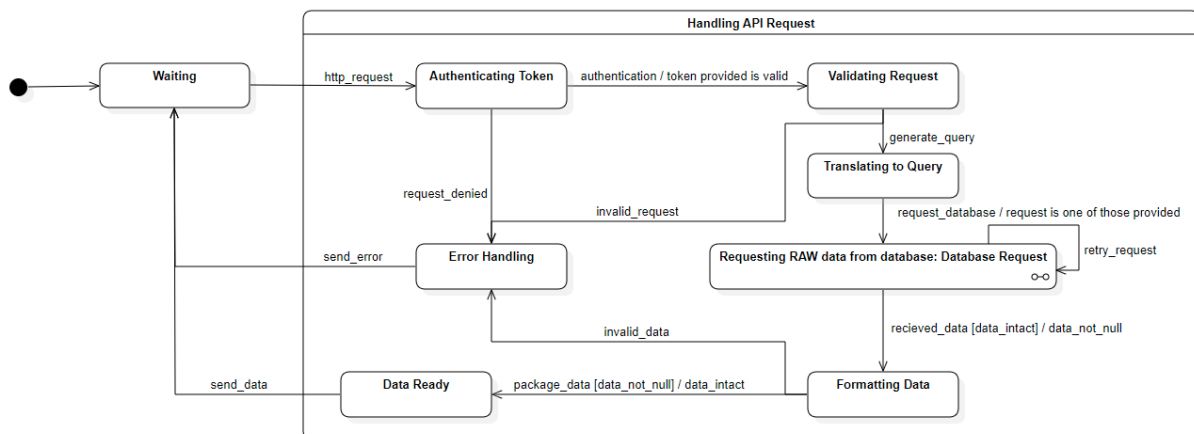 Handling API Request
Waiting
http_request
Authenticating Token
authentication / token provided is valid
Validating Request
generate_query
Translating to Query
request_denied
invalid_request
request_database / request is one of those provided
send_error
Error Handling
Requesting RAW data from database: Database Request
retry_request
invalid_data
recieved_data [data_intact] / data_not_null
send_data
Data Ready
package_data [data_not_null] / data_intact
Formatting Data